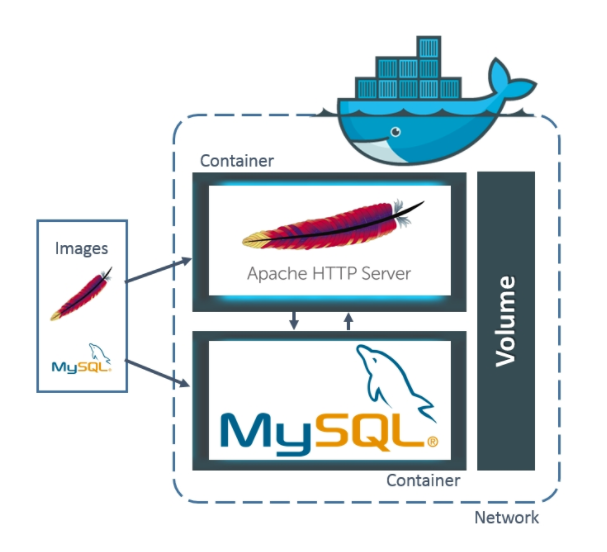 Container
Images
Apache HTTP Server
MySQL®
MySQL®
Volume
Container
Network